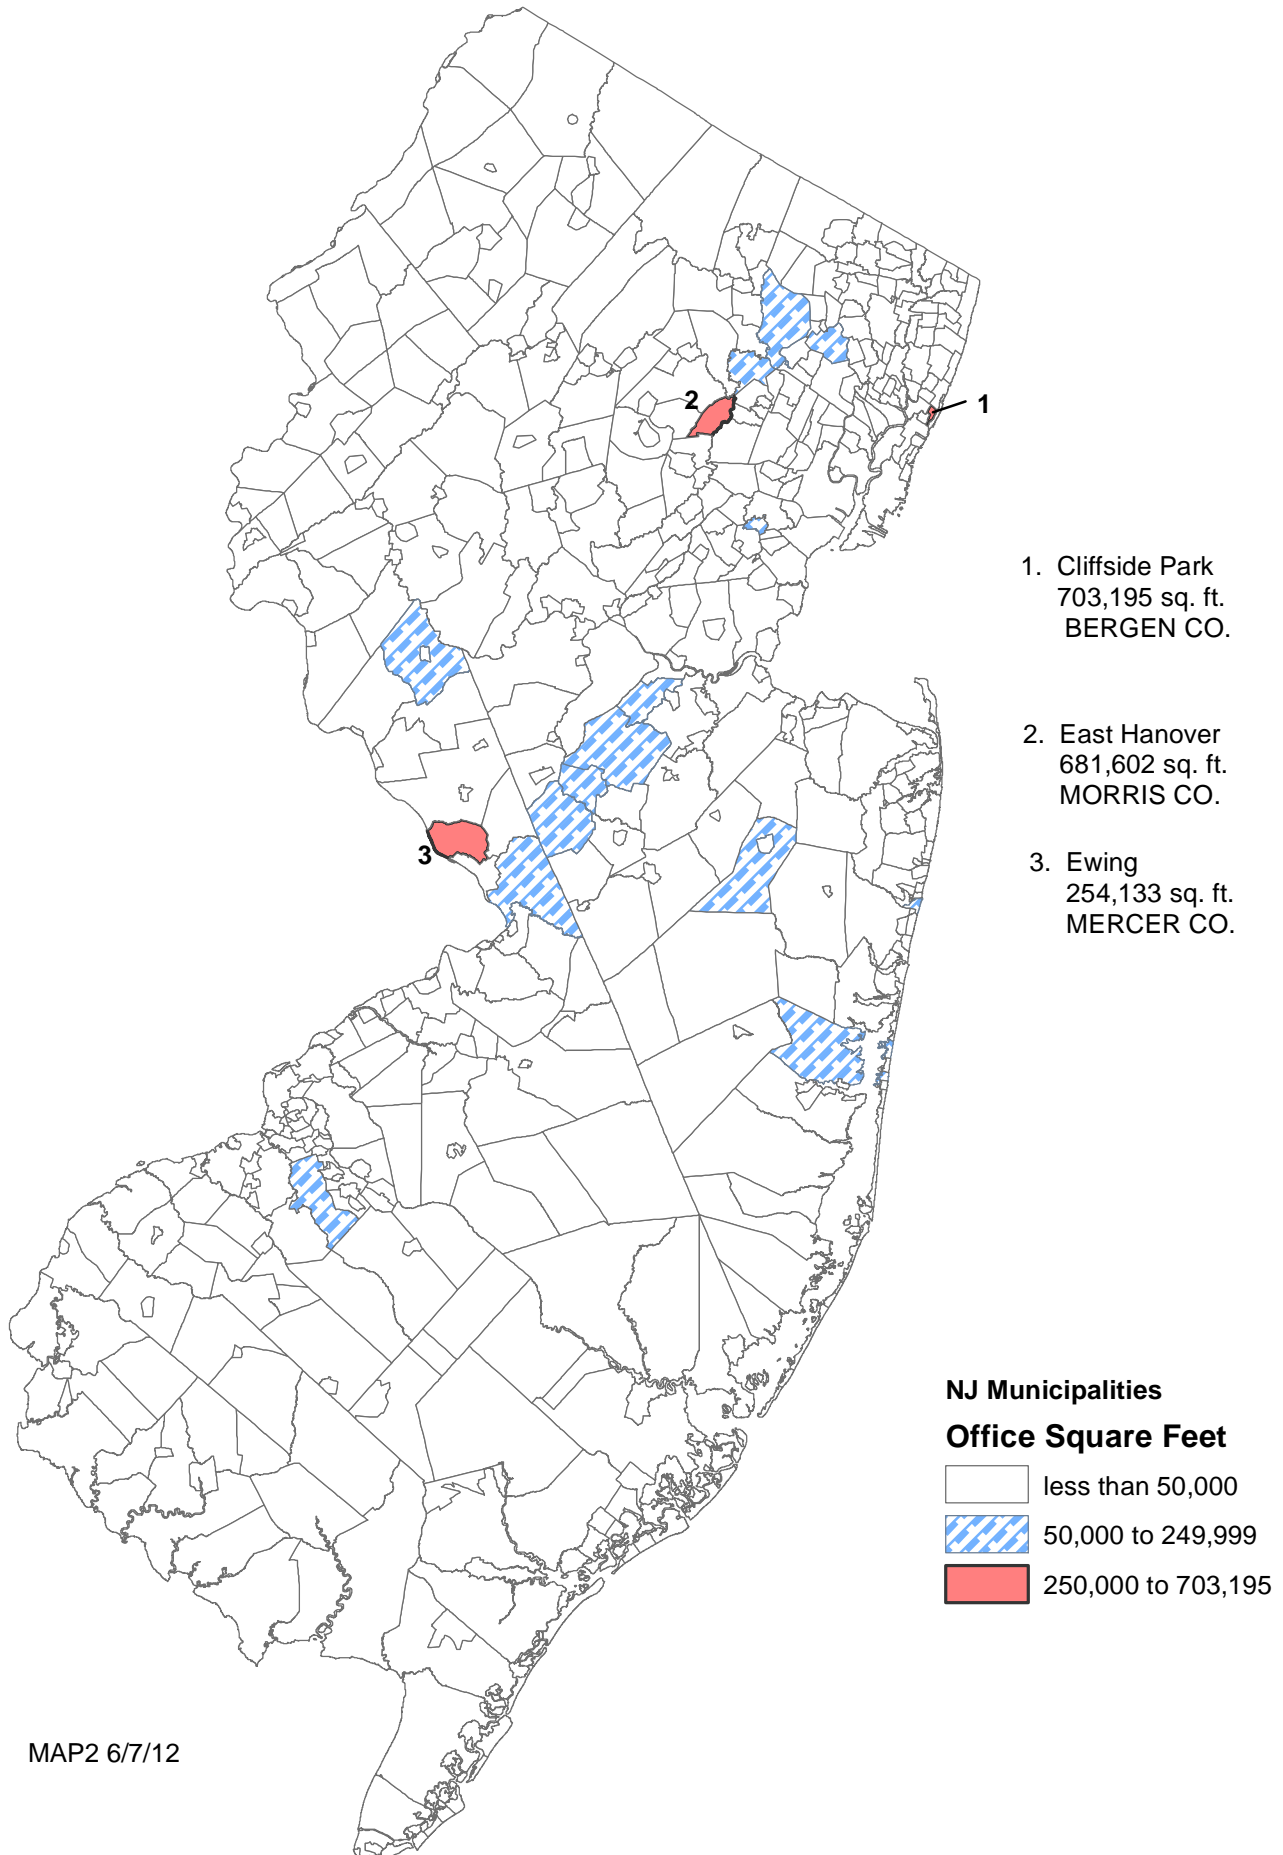 2
1
1. Cliffside Park
703,195 sq. ft.
BERGEN CO.
2. East Hanover
681,602 sq. ft.
MORRIS CO.
3
3. Ewing
254,133 sq. ft.
MERCER CO.
NJ Municipalities
Office Square Feet
less than 50,000
50,000 to 249,999
250,000 to 703,195
MAP2 6/7/12